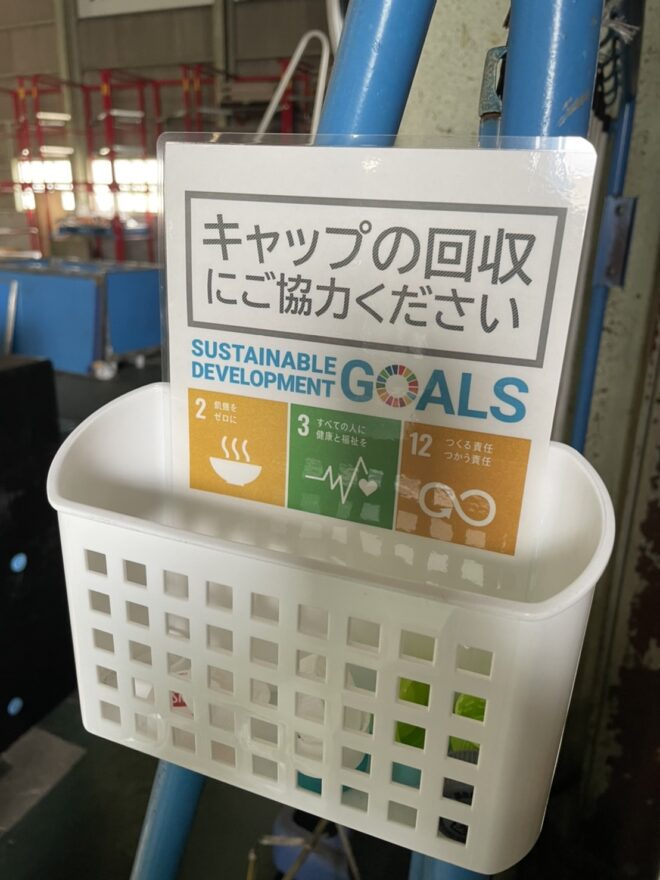 キャップの回収
にご協力ください
SUSTAINABLE
DEVELOPMENT
GOALS
2 飢餓を
ゼロに
3 すべての人に
健康と福祉を
12 つくる責任
つかう責任